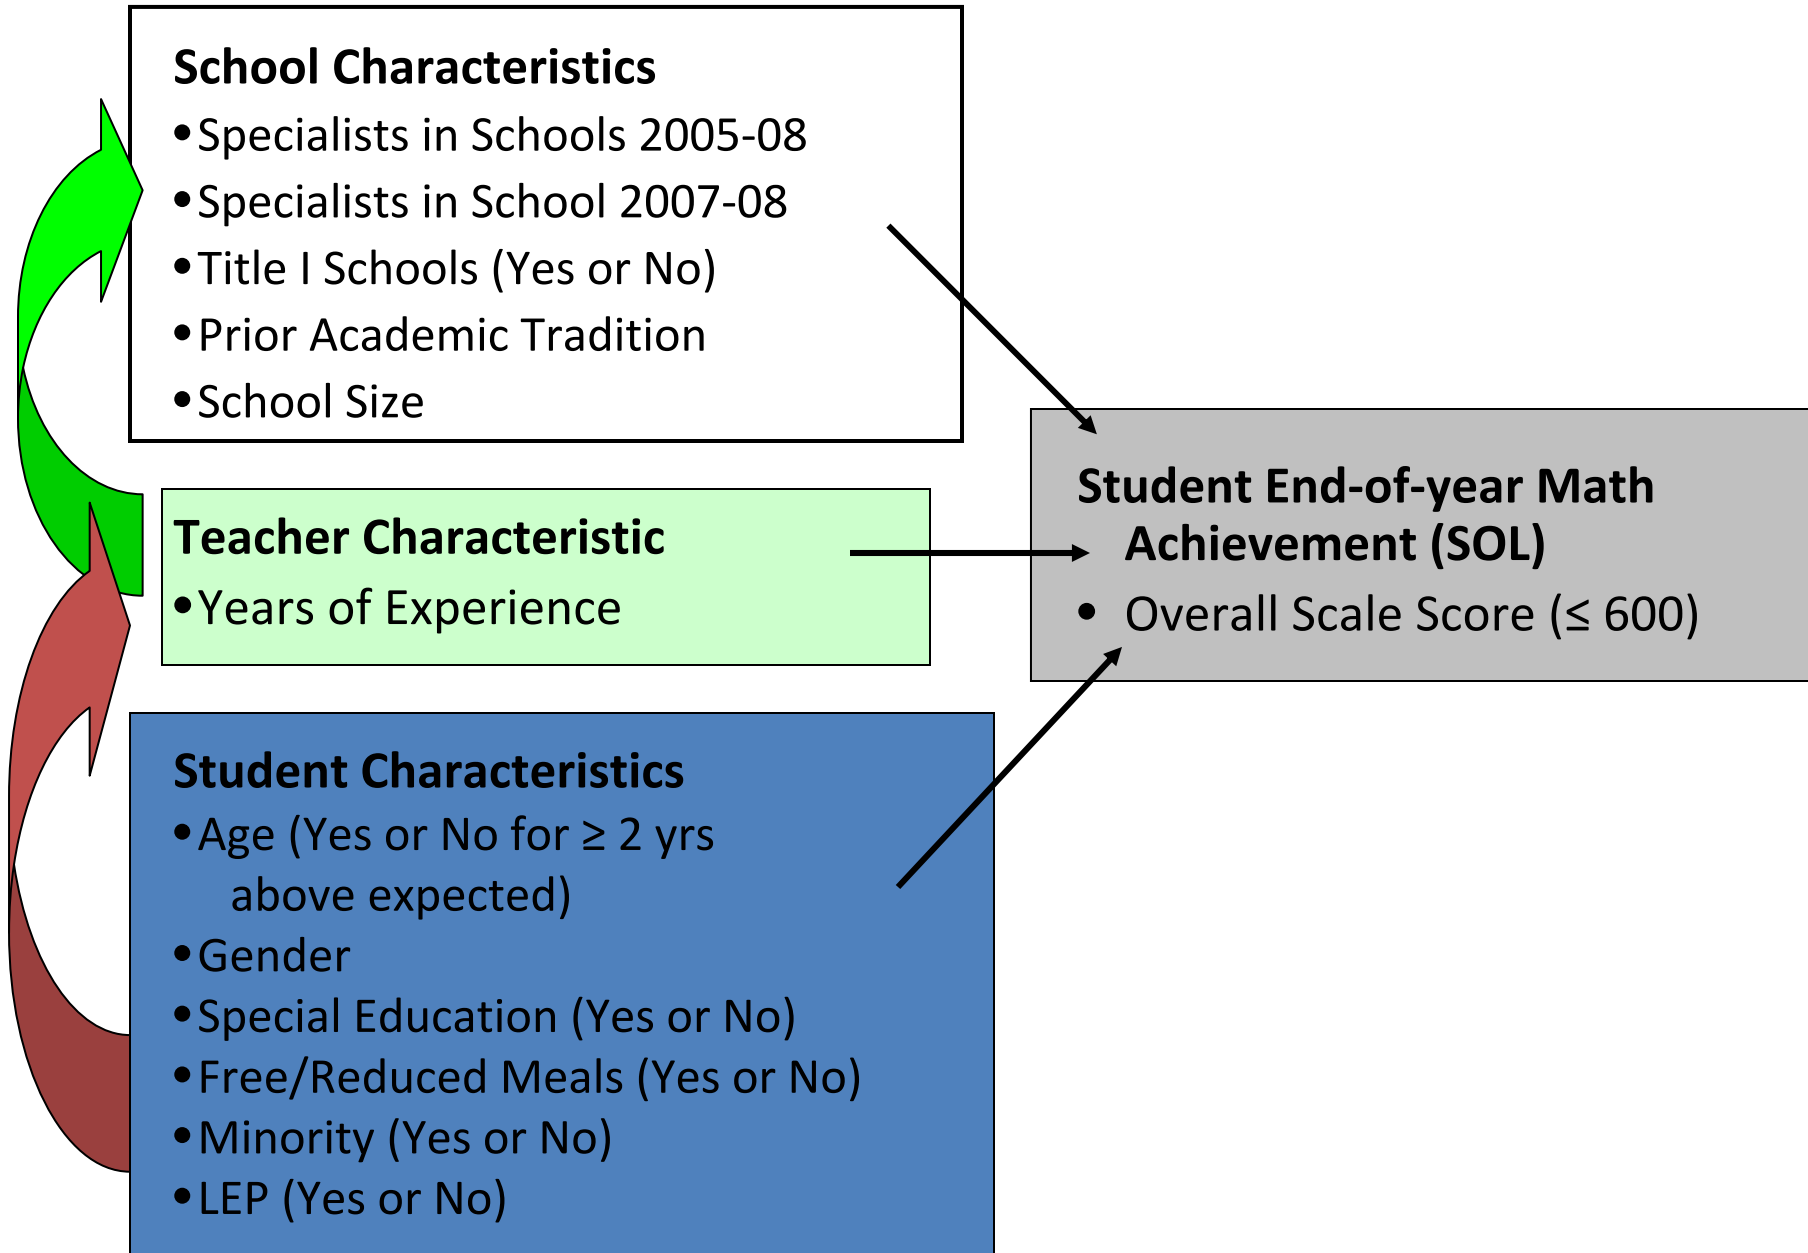 School Characteristics
•Specialists in Schools 2005-08
•Specialists in School 2007-08
•Title I Schools (Yes or No)
•Prior Academic Tradition
•School Size
Teacher Characteristic
•Years of Experience
Student Characteristics
•Age (Yes or No for ≥ 2 yrs
above expected)
•Gender
•Special Education (Yes or No)
•Free/Reduced Meals (Yes or No)
•Minority (Yes or No)
•LEP (Yes or No)
Student End-of-year Math
Achievement (SOL)
• Overall Scale Score (≤ 600)